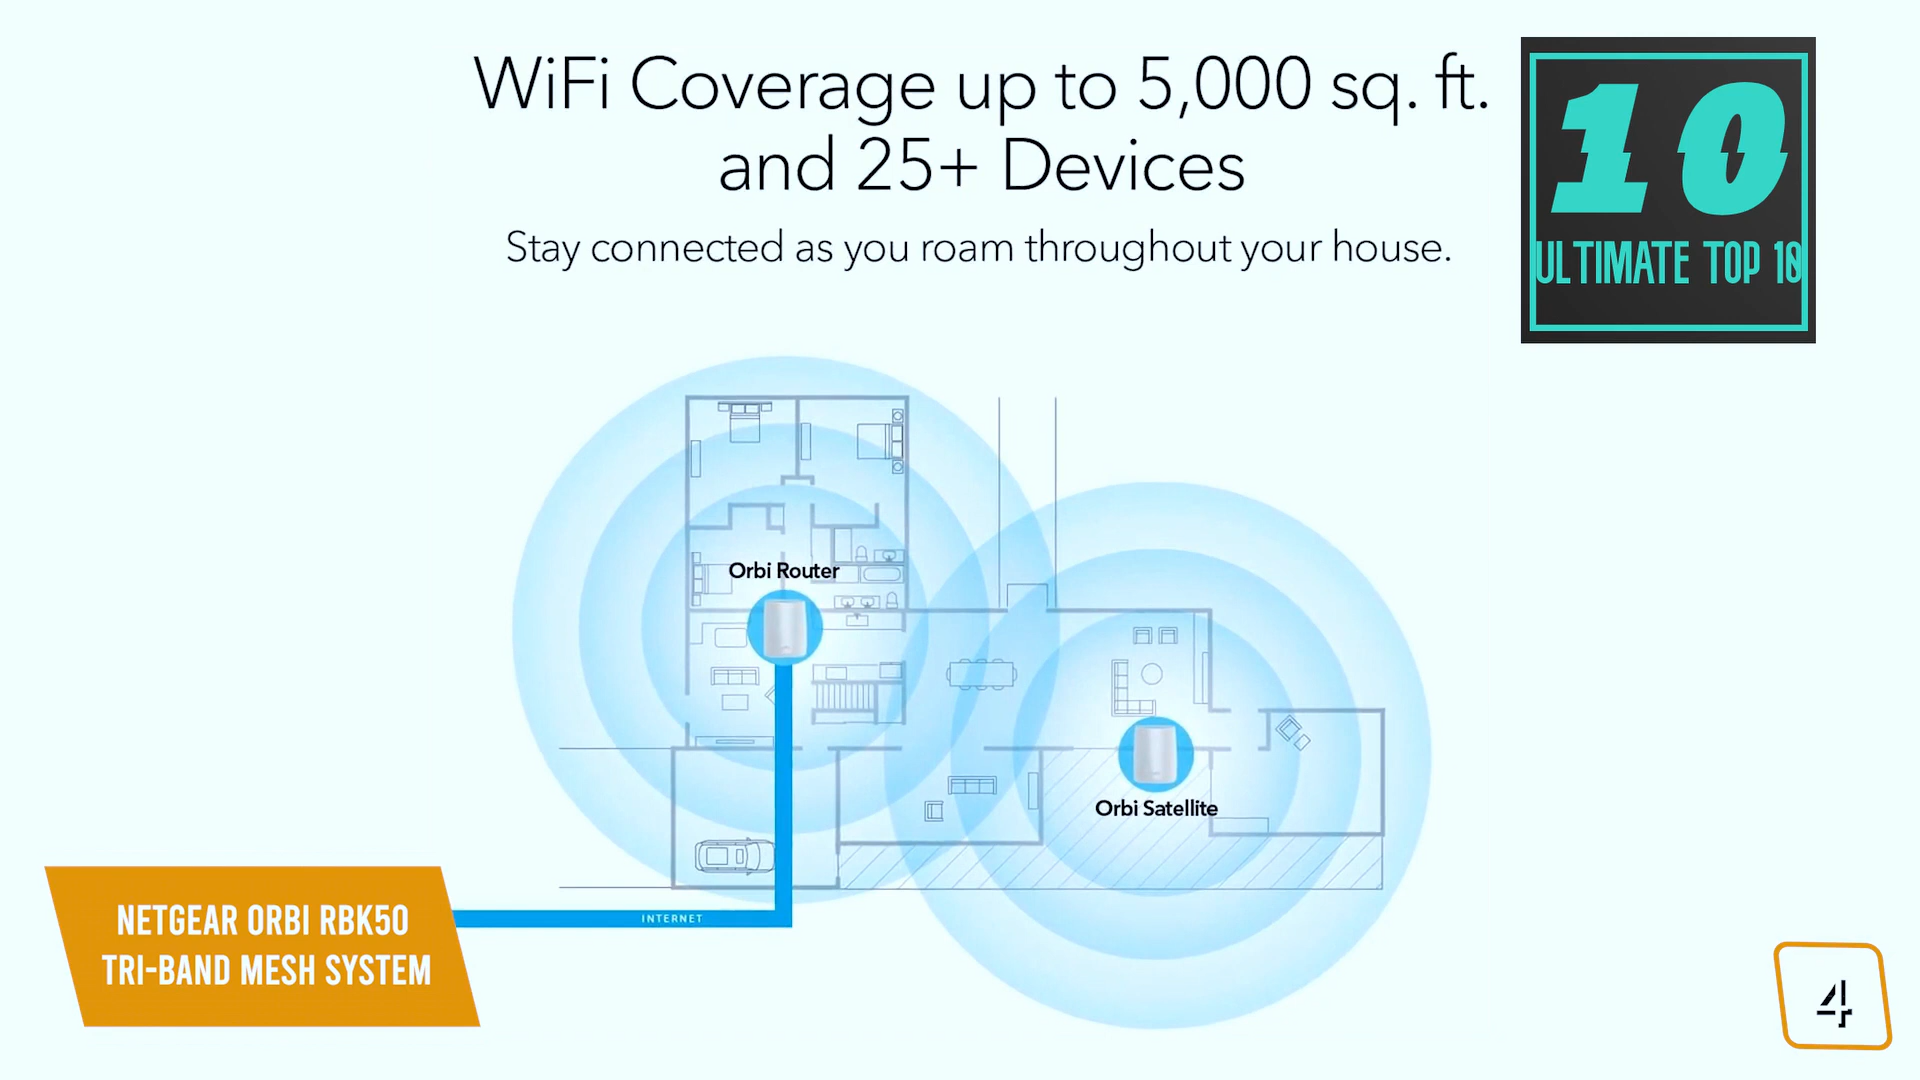 WiFi Coverage up to 5,000 sq. ft.
and 25+ Devices
Stay connected as you roam throughout your house.
10
ULTIMATE TOP 10
Orbi Router
Orbi Satellite
INTERNET
NETGEAR ORBI RBK50
TRI-BAND MESH SYSTEM
4